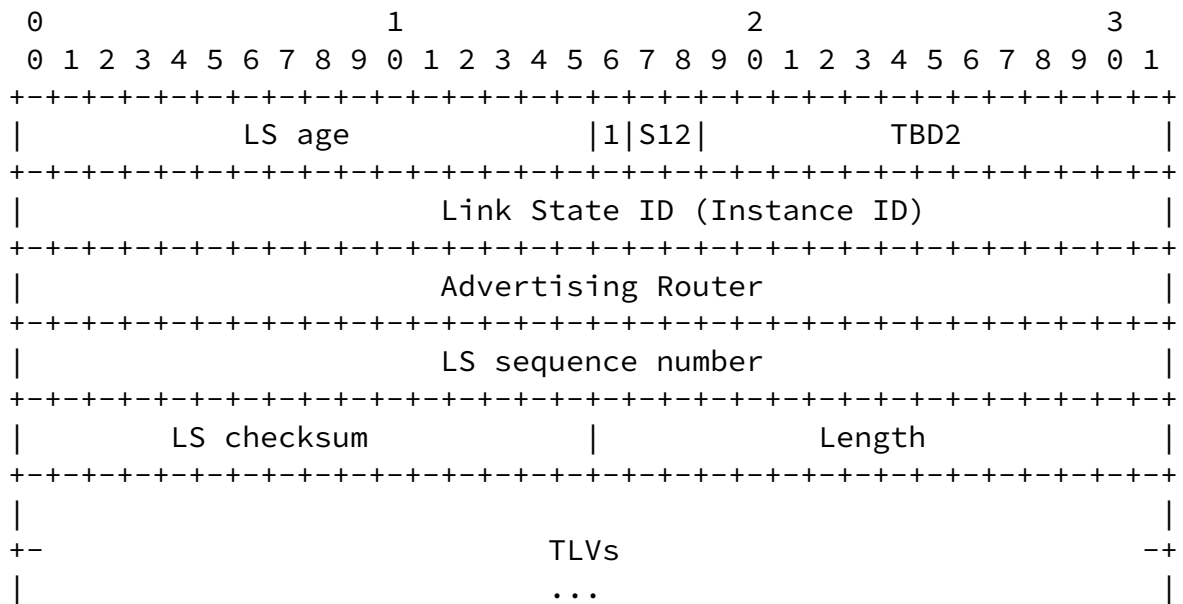 0                   1                   2                   3
 0 1 2 3 4 5 6 7 8 9 0 1 2 3 4 5 6 7 8 9 0 1 2 3 4 5 6 7 8 9 0 1
+-+-+-+-+-+-+-+-+-+-+-+-+-+-+-+-+-+-+-+-+-+-+-+-+-+-+-+-+-+-+-+-+
|            LS age             |1|S12|          TBD2           |
+-+-+-+-+-+-+-+-+-+-+-+-+-+-+-+-+-+-+-+-+-+-+-+-+-+-+-+-+-+-+-+-+
|                       Link State ID (Instance ID)             |
+-+-+-+-+-+-+-+-+-+-+-+-+-+-+-+-+-+-+-+-+-+-+-+-+-+-+-+-+-+-+-+-+
|                       Advertising Router                      |
+-+-+-+-+-+-+-+-+-+-+-+-+-+-+-+-+-+-+-+-+-+-+-+-+-+-+-+-+-+-+-+-+
|                       LS sequence number                      |
+-+-+-+-+-+-+-+-+-+-+-+-+-+-+-+-+-+-+-+-+-+-+-+-+-+-+-+-+-+-+-+-+
|        LS checksum            |            Length             |
+-+-+-+-+-+-+-+-+-+-+-+-+-+-+-+-+-+-+-+-+-+-+-+-+-+-+-+-+-+-+-+-+
|                                                               |
+-                            TLVs                             -+
|                             ...                               |